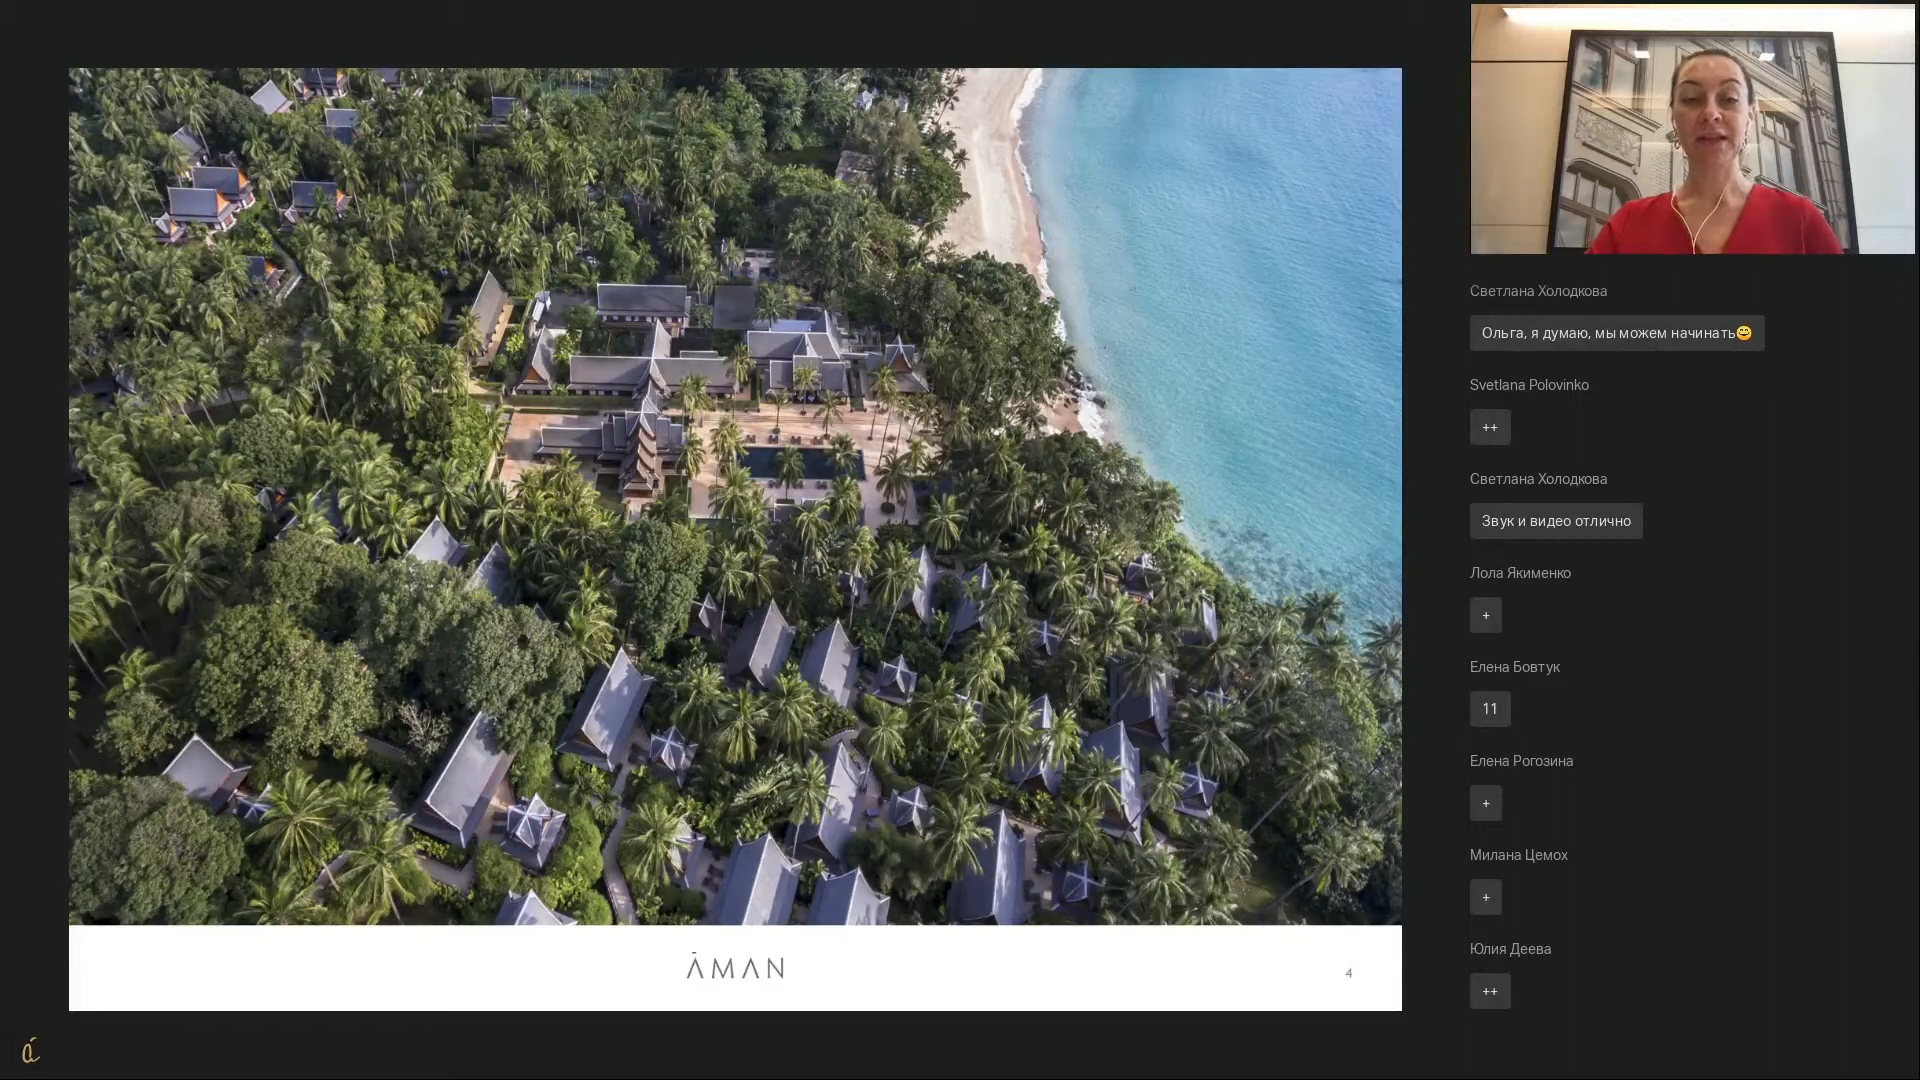 Светлана Холодкова
Ольга, я думаю, мы можем начинать😀
Svetlana Polovinko
++
Светлана Холодкова
Звук и видео отлично
Лола Якименко
+
Елена Бовтук
11
Елена Рогозина
+
Милана Цемох
+
Юлия Деева
++
ĀMAN
4
á